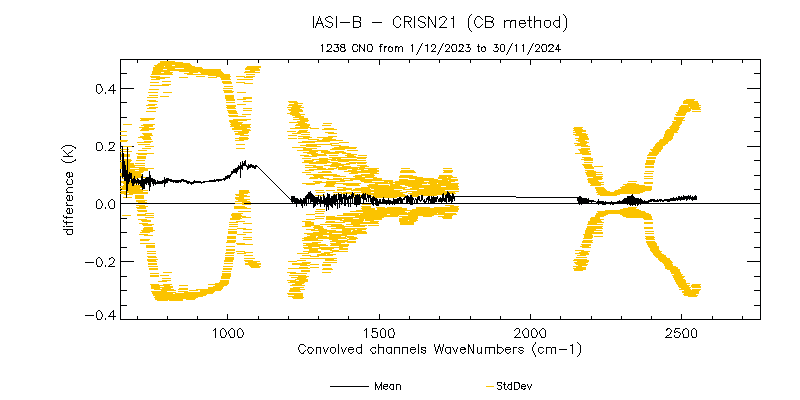 IASI-B - CRISN21 (CB method)
1238 CNO from 1/12/2023 to 30/11/2024
0.4
0.2
0.0
-0.2
-0.4
difference (K)
1000 1500 2000 2500
Convolved channels WaveNumbers (cm-1)
Mean StdDev